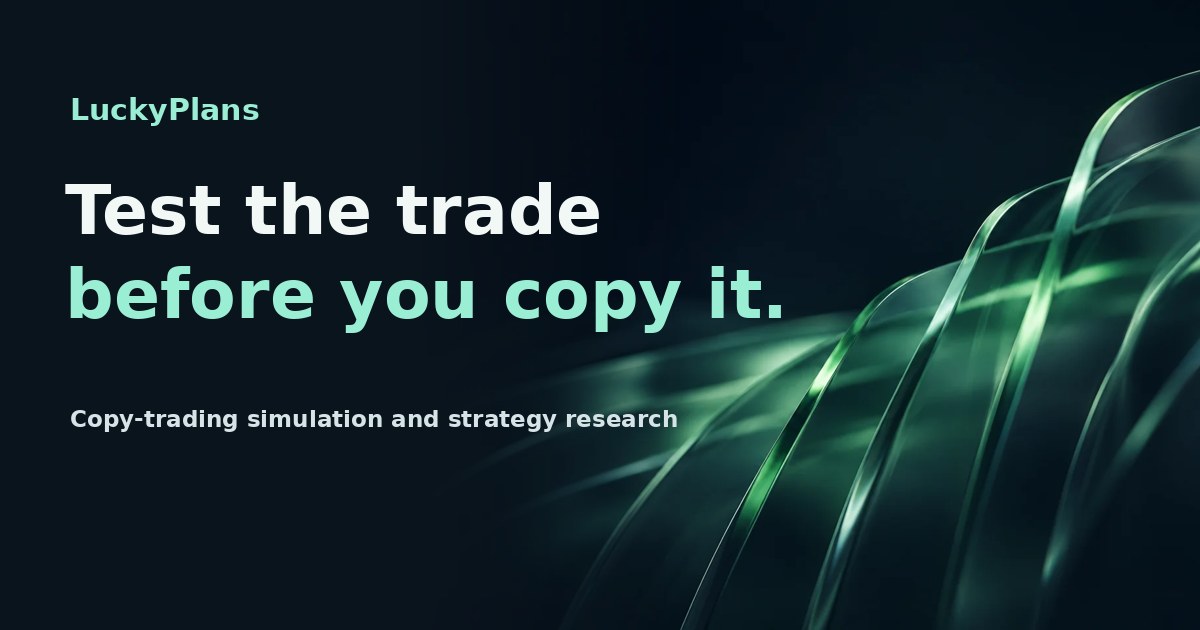 LuckyPlans
Test the trade
before you copy it.
Copy-trading simulation and strategy research